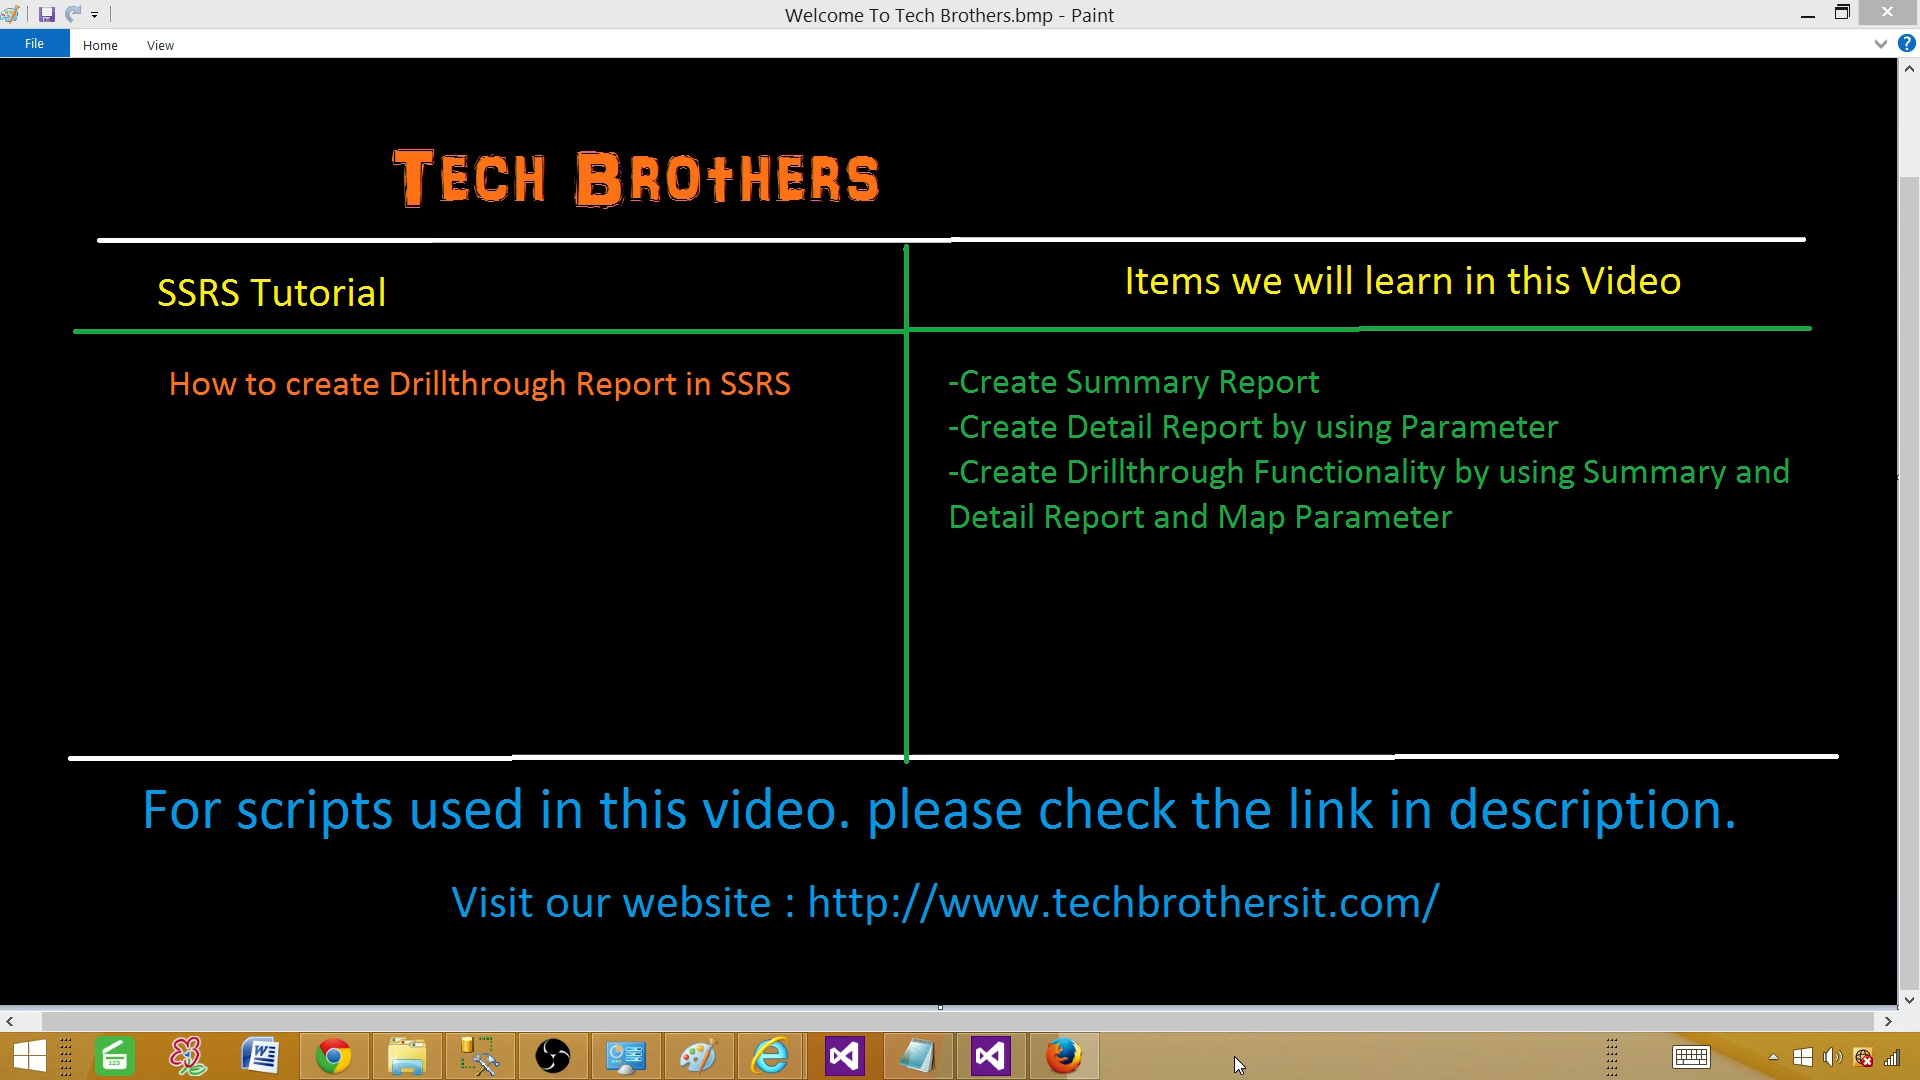 Welcome To Tech Brothers.bmp - Paint
File Home View
TECH BROTHERS
SSRS Tutorial
Items we will learn in this Video
How to create Drillthrough Report in SSRS
-Create Summary Report
-Create Detail Report by using Parameter
-Create Drillthrough Functionality by using Summary and
Detail Report and Map Parameter
For scripts used in this video. please check the link in description.
Visit our website : http://www.techbrothersit.com/